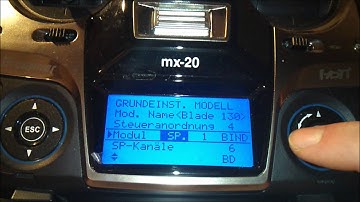 mx-20
GRUNDEINST. MODELL
Mod. Name<Blade 130>
Steueranordnung 4
Modul SP. 1 BIND
SP-Kanäle 6
BD
ESC